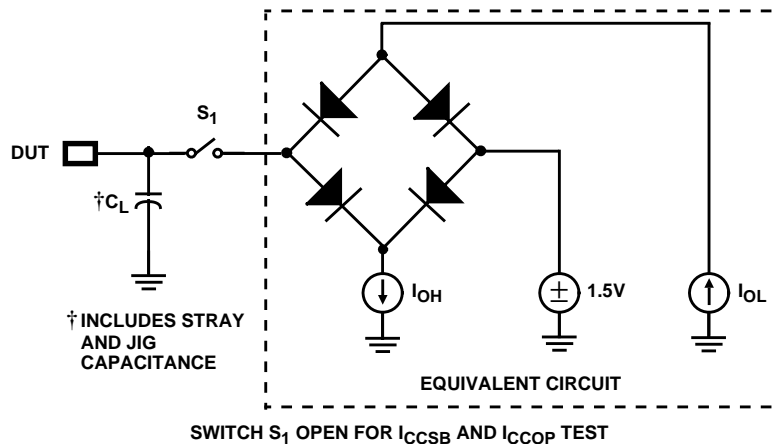 S1
DUT
†CL
IOH
±
1.5V
IOL
† INCLUDES STRAY
AND JIG
CAPACITANCE
EQUIVALENT CIRCUIT
SWITCH S1 OPEN FOR ICCSB AND ICCOP TEST